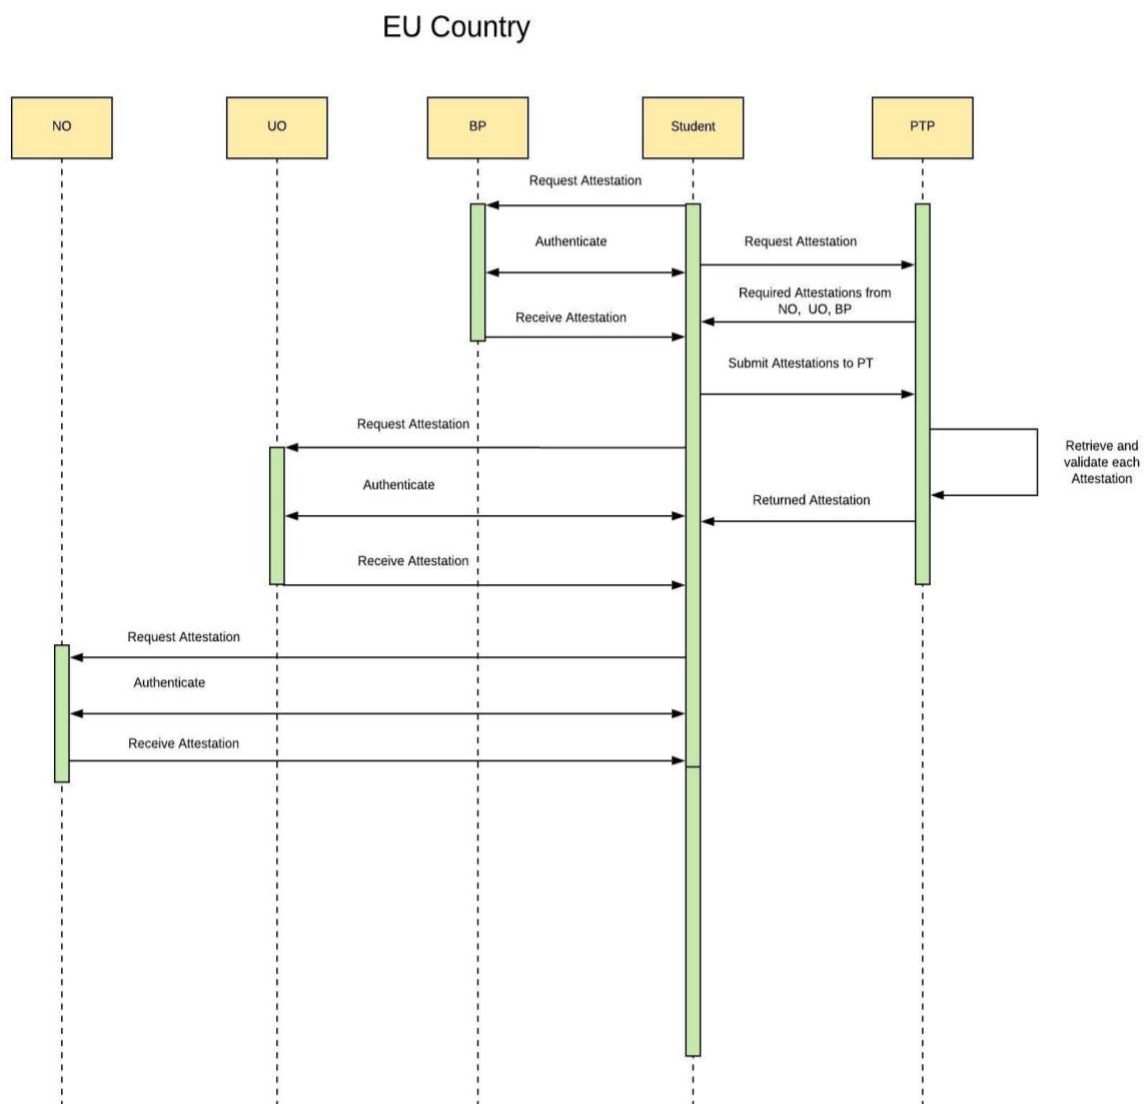 EU Country
NO
UO
BP
Student
PTP
Request Attestation
Authenticate
Request Attestation
Required Attestations from
NO, UO, BP
Receive Attestation
Submit Attestations to PT
Request Attestation
Retrieve and
validate each
Attestation
Authenticate
Returned Attestation
Receive Attestation
Request Attestation
Authenticate
Receive Attestation